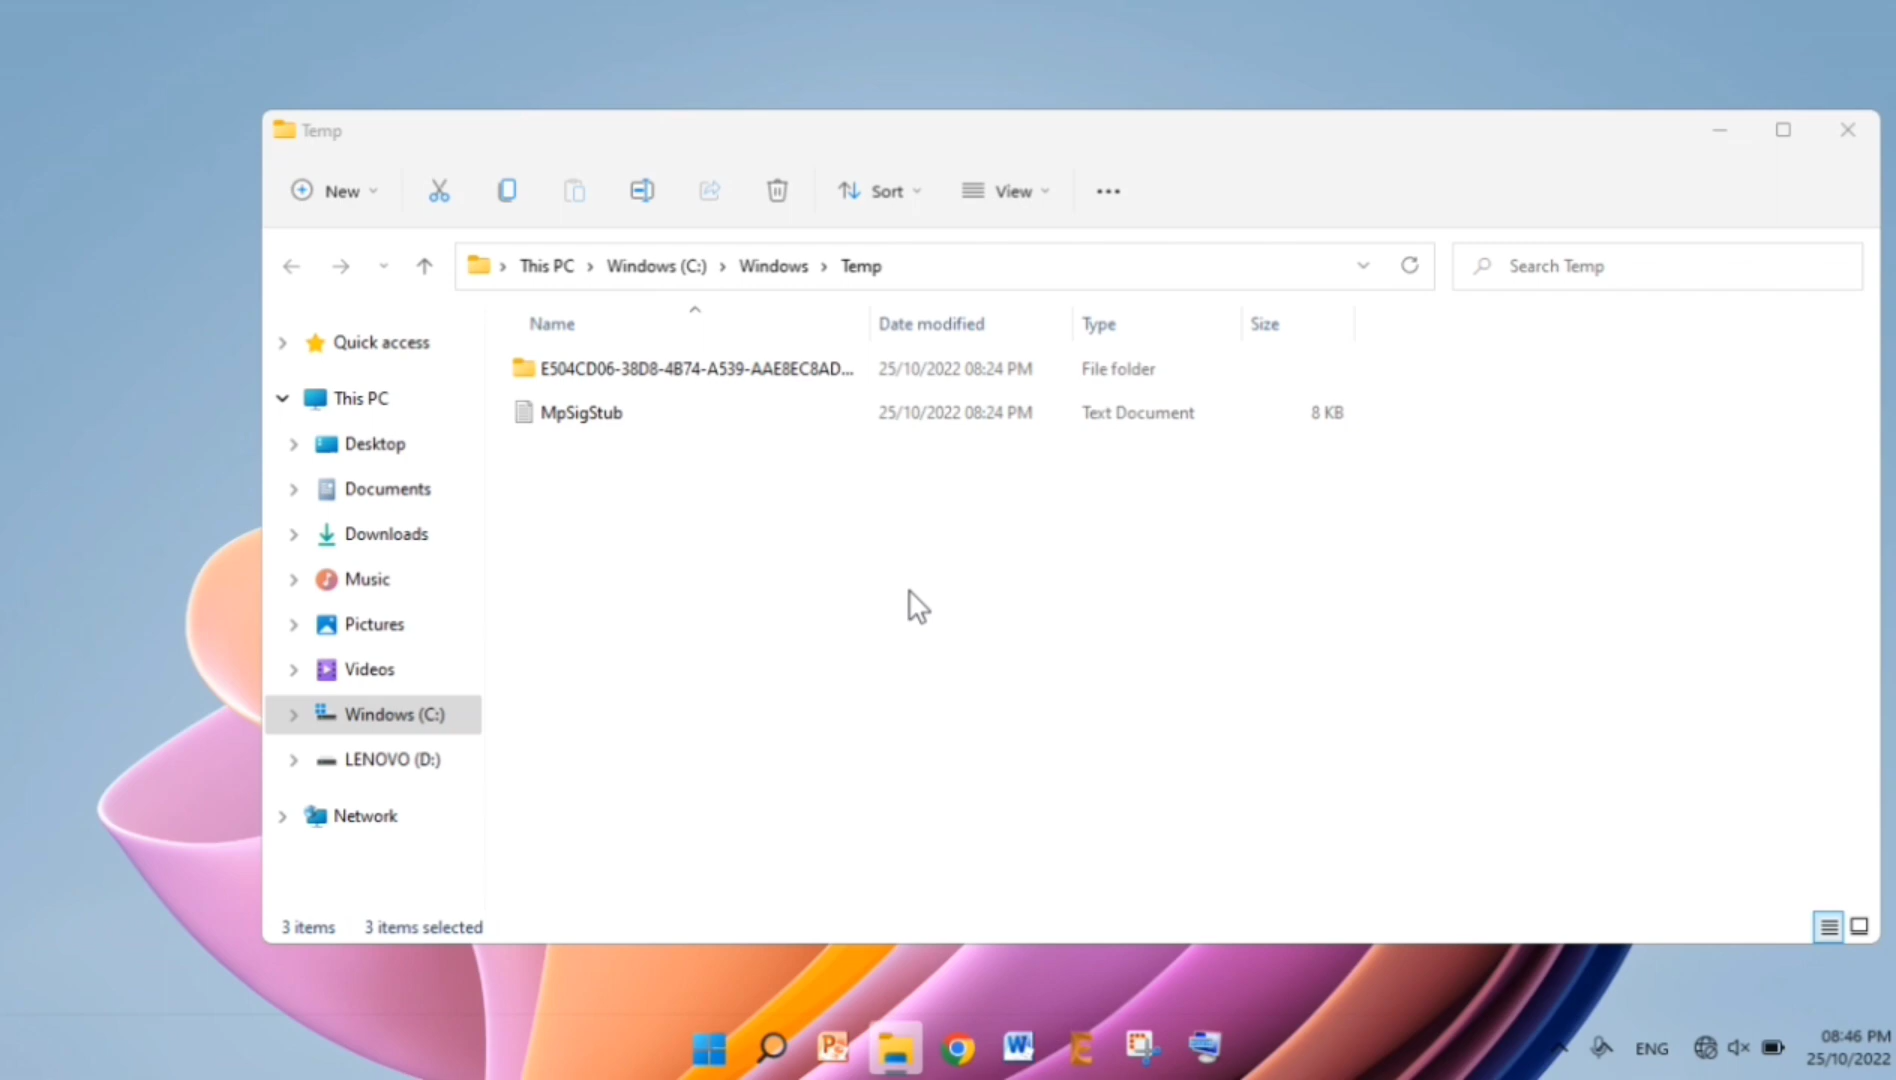 Temp
New
Sort
View
This PC > Windows (C:) > Windows > Temp
Search Temp
Name
Date modified
Type
Size
Quick access
This PC
Desktop
Documents
Downloads
Music
Pictures
Videos
Windows (C:)
LENOVO (D:)
Network
E504CD06-38D8-4B74-A539-AAE8EC8AD... 25/10/2022 08:24 PM File folder
MpSigStub 25/10/2022 08:24 PM Text Document 8 KB
3 items 3 items selected
ENG
08:46 PM
25/10/2022